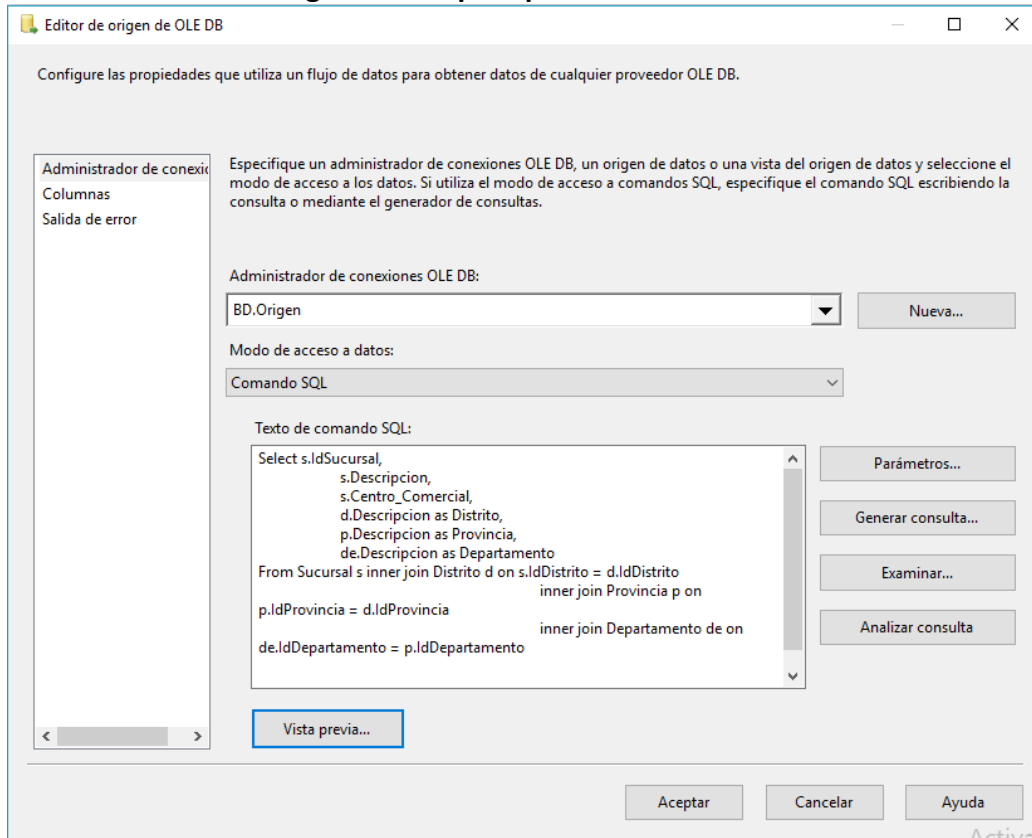 Editor de origen de OLE DB
Configure las propiedades que utiliza un flujo de datos para obtener datos de cualquier proveedor OLE DB.
Administrador de conexic
Columnas
Salida de error
Especifique un administrador de conexiones OLE DB, un origen de datos o una vista del origen de datos y seleccione el
modo de acceso a los datos. Si utiliza el modo de acceso a comandos SQL, especifique el comando SQL escribiendo la
consulta o mediante el generador de consultas.
Administrador de conexiones OLE DB:
BD.Origen
Nueva...
Modo de acceso a datos:
Comando SQL
Texto de comando SQL:
Select s.IdSucursal,
s.Descripcion,
s.Centro_Comercial,
d.Descripcion as Distrito,
p.Descripcion as Provincia,
de.Descripcion as Departamento
From Sucursal s inner join Distrito d on s.IdDistrito = d.IdDistrito
inner join Provincia p on
p.IdProvincia = d.IdProvincia
inner join Departamento de on
de.IdDepartamento = p.IdDepartamento
Parámetros...
Generar consulta...
Examinar...
Analizar consulta
Vista previa...
Aceptar
Cancelar
Ayuda